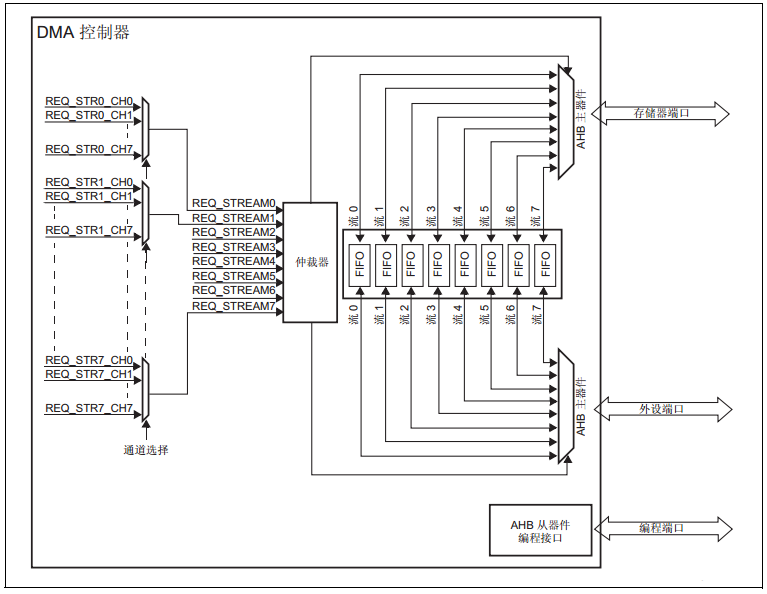 DMA 控制器
REQ_STR0_CH0
REQ_STR0_CH1
REQ_STR0_CH7
REQ_STR1_CH0
REQ_STR1_CH1
REQ_STR1_CH7
REQ_STR7_CH0
REQ_STR7_CH1
REQ_STR7_CH7
通道选择
REQ_STREAM0
REQ_STREAM1
REQ_STREAM2
REQ_STREAM3
REQ_STREAM4
REQ_STREAM5
REQ_STREAM6
REQ_STREAM7
仲裁器
流 0
流 1
流 2
流 3
流 4
流 5
流 6
流 7
FIFO
FIFO
FIFO
FIFO
FIFO
FIFO
FIFO
FIFO
流 0
流 1
流 2
流 3
流 4
流 5
流 6
流 7
AHB 主器件
存储器端口
AHB 主器件
外设端口
AHB 从器件
编程接口
编程端口